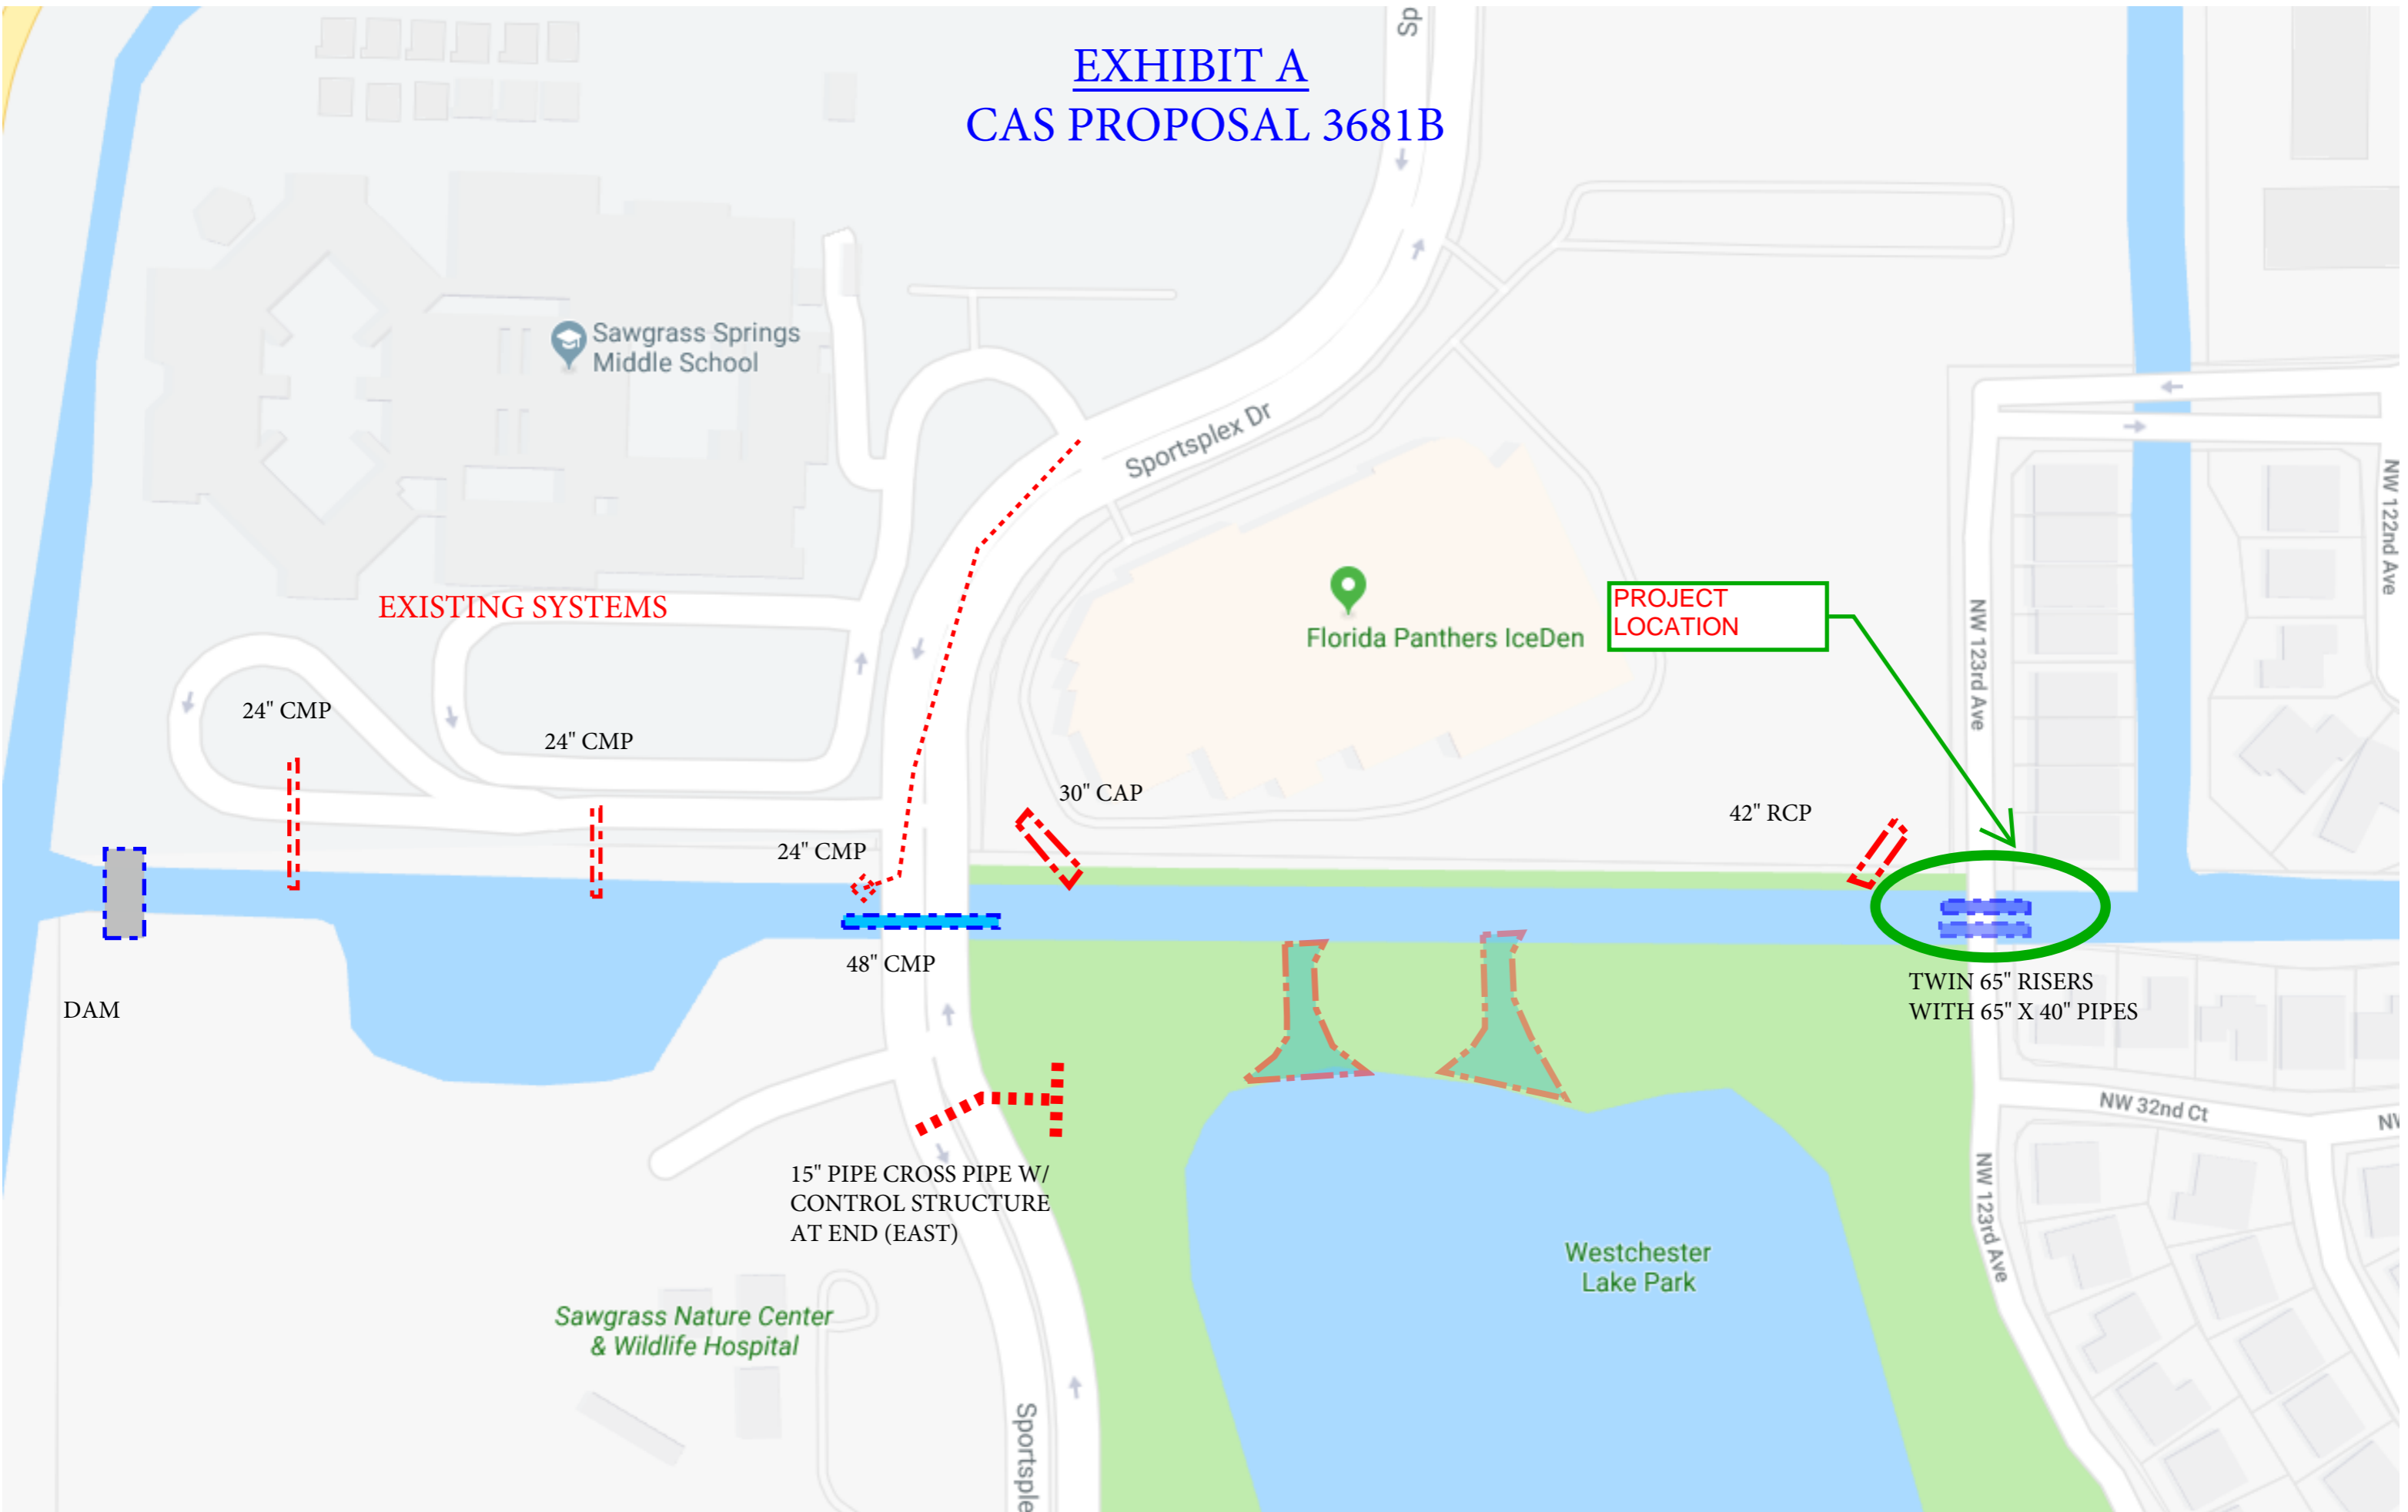 Sp
EXHIBIT A
CAS PROPOSAL 3681B
Sawgrass Springs
Middle School
Sportsplex Dr
NW 122nd Ave
EXISTING SYSTEMS
PROJECT
LOCATION
Florida Panthers IceDen
NW 123rd Ave
24" CMP
24" CMP
30" CAP
42" RCP
24" CMP
48" CMP
DAM
TWIN 65" RISERS
WITH 65" X 40" PIPES
NW 32nd Ct
NW
15" PIPE CROSS PIPE W/
CONTROL STRUCTURE
AT END (EAST)
NW 123rd Ave
Westchester
Lake Park
Sawgrass Nature Center
& Wildlife Hospital
Sportsple